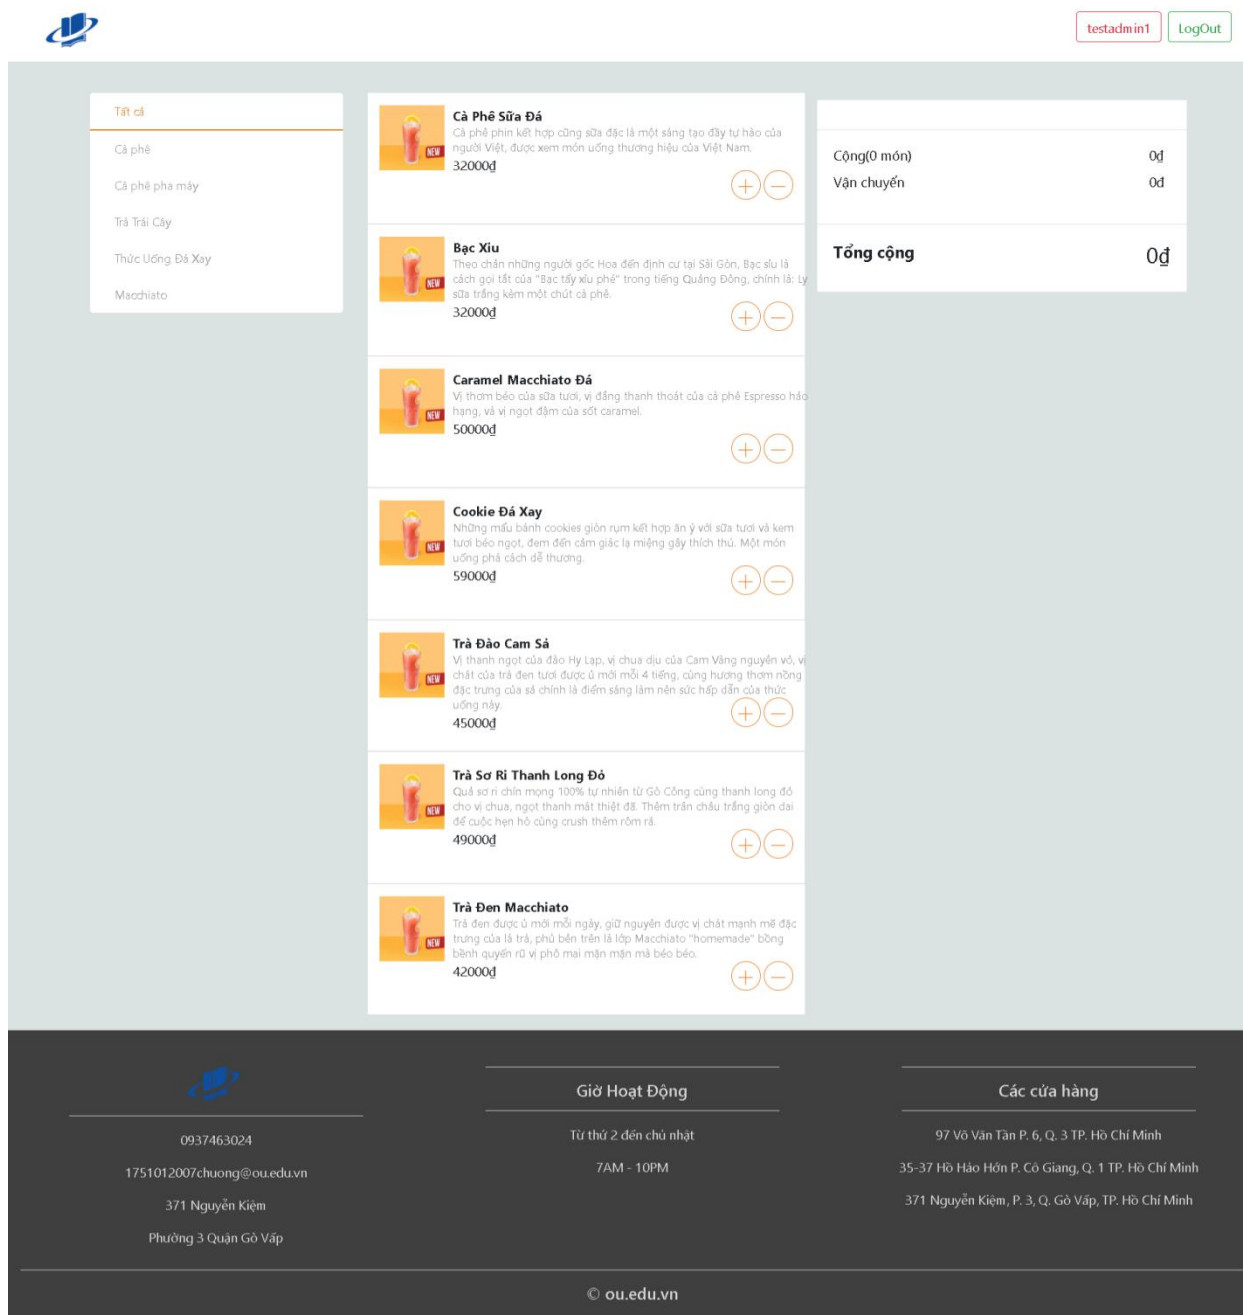 testadmin1
LogOut
Tất cả
Cà phê
Cà phê pha máy
Trà Trái Cây
Thức Uống Đá Xay
Macchiato
Cà Phê Sữa Đá
Cà phê phin kết hợp cũng sữa đặc là một sáng tạo đầy tự hào của
người Việt, được xem món uống thương hiệu của Việt Nam.
32000₫
NEW
Bạc Xỉu
Theo chân những người gốc Hoa đến định cư tại Sài Gòn, Bạc sỉu là
cách gọi tắt của "Bạc tẩy xỉu phé" trong tiếng Quảng Đông, chính là: Ly
sữa trắng kèm một chút cà phê.
32000₫
NEW
Caramel Macchiato Đá
Vị thơm béo của sữa tươi, vị đắng thanh thoát của cà phê Espresso hảo
hạng, và vị ngọt đậm của sốt caramel.
50000₫
NEW
Cookie Đá Xay
Những mẩu bánh cookies giòn rụm kết hợp ăn ý với sữa tươi và kem
tươi béo ngọt, đem đến cảm giác lạ miệng gây thích thú. Một món
uống phá cách dễ thương.
59000₫
NEW
Trà Đào Cam Sả
Vị thanh ngọt của đào Hy Lạp, vị chua dịu của Cam Vàng nguyên vỏ, vị
chát của trà đen tươi được ủ mới mỗi 4 tiếng, cùng hương thơm nồng
đặc trưng của sả chính là điểm sáng làm nên sức hấp dẫn của thức
uống này.
45000₫
NEW
Trà Sơ Ri Thanh Long Đỏ
Quả sơ ri chín mọng 100% tự nhiên từ Gò Công cùng thanh long đỏ
cho vị chua, ngọt thanh mát thiệt đã. Thêm trân châu trắng giòn dai
để cuộc hẹn hò cùng crush thêm rôm rả.
49000₫
NEW
Trà Đen Macchiato
Trà đen được ủ mới mỗi ngày, giữ nguyên được vị chát mạnh mẽ đặc
trưng của lá trà, phủ bên trên là lớp Macchiato "homemade" bồng
bềnh quyến rũ vị phô mai mặn mặn mà béo béo.
42000₫
NEW
Cộng(0 món) 0₫
Vận chuyển 0đ
Tổng cộng 0₫
0937463024
1751012007chuong@ou.edu.vn
371 Nguyễn Kiệm
Phường 3 Quận Gò Vấp
Giờ Hoạt Động
Từ thứ 2 đến chủ nhật
7AM - 10PM
Các cửa hàng
97 Võ Văn Tần P. 6, Q. 3 TP. Hồ Chí Minh
35-37 Hồ Hảo Hớn P. Cô Giang, Q. 1 TP. Hồ Chí Minh
371 Nguyễn Kiệm, P. 3, Q. Gò Vấp, TP. Hồ Chí Minh
© ou.edu.vn